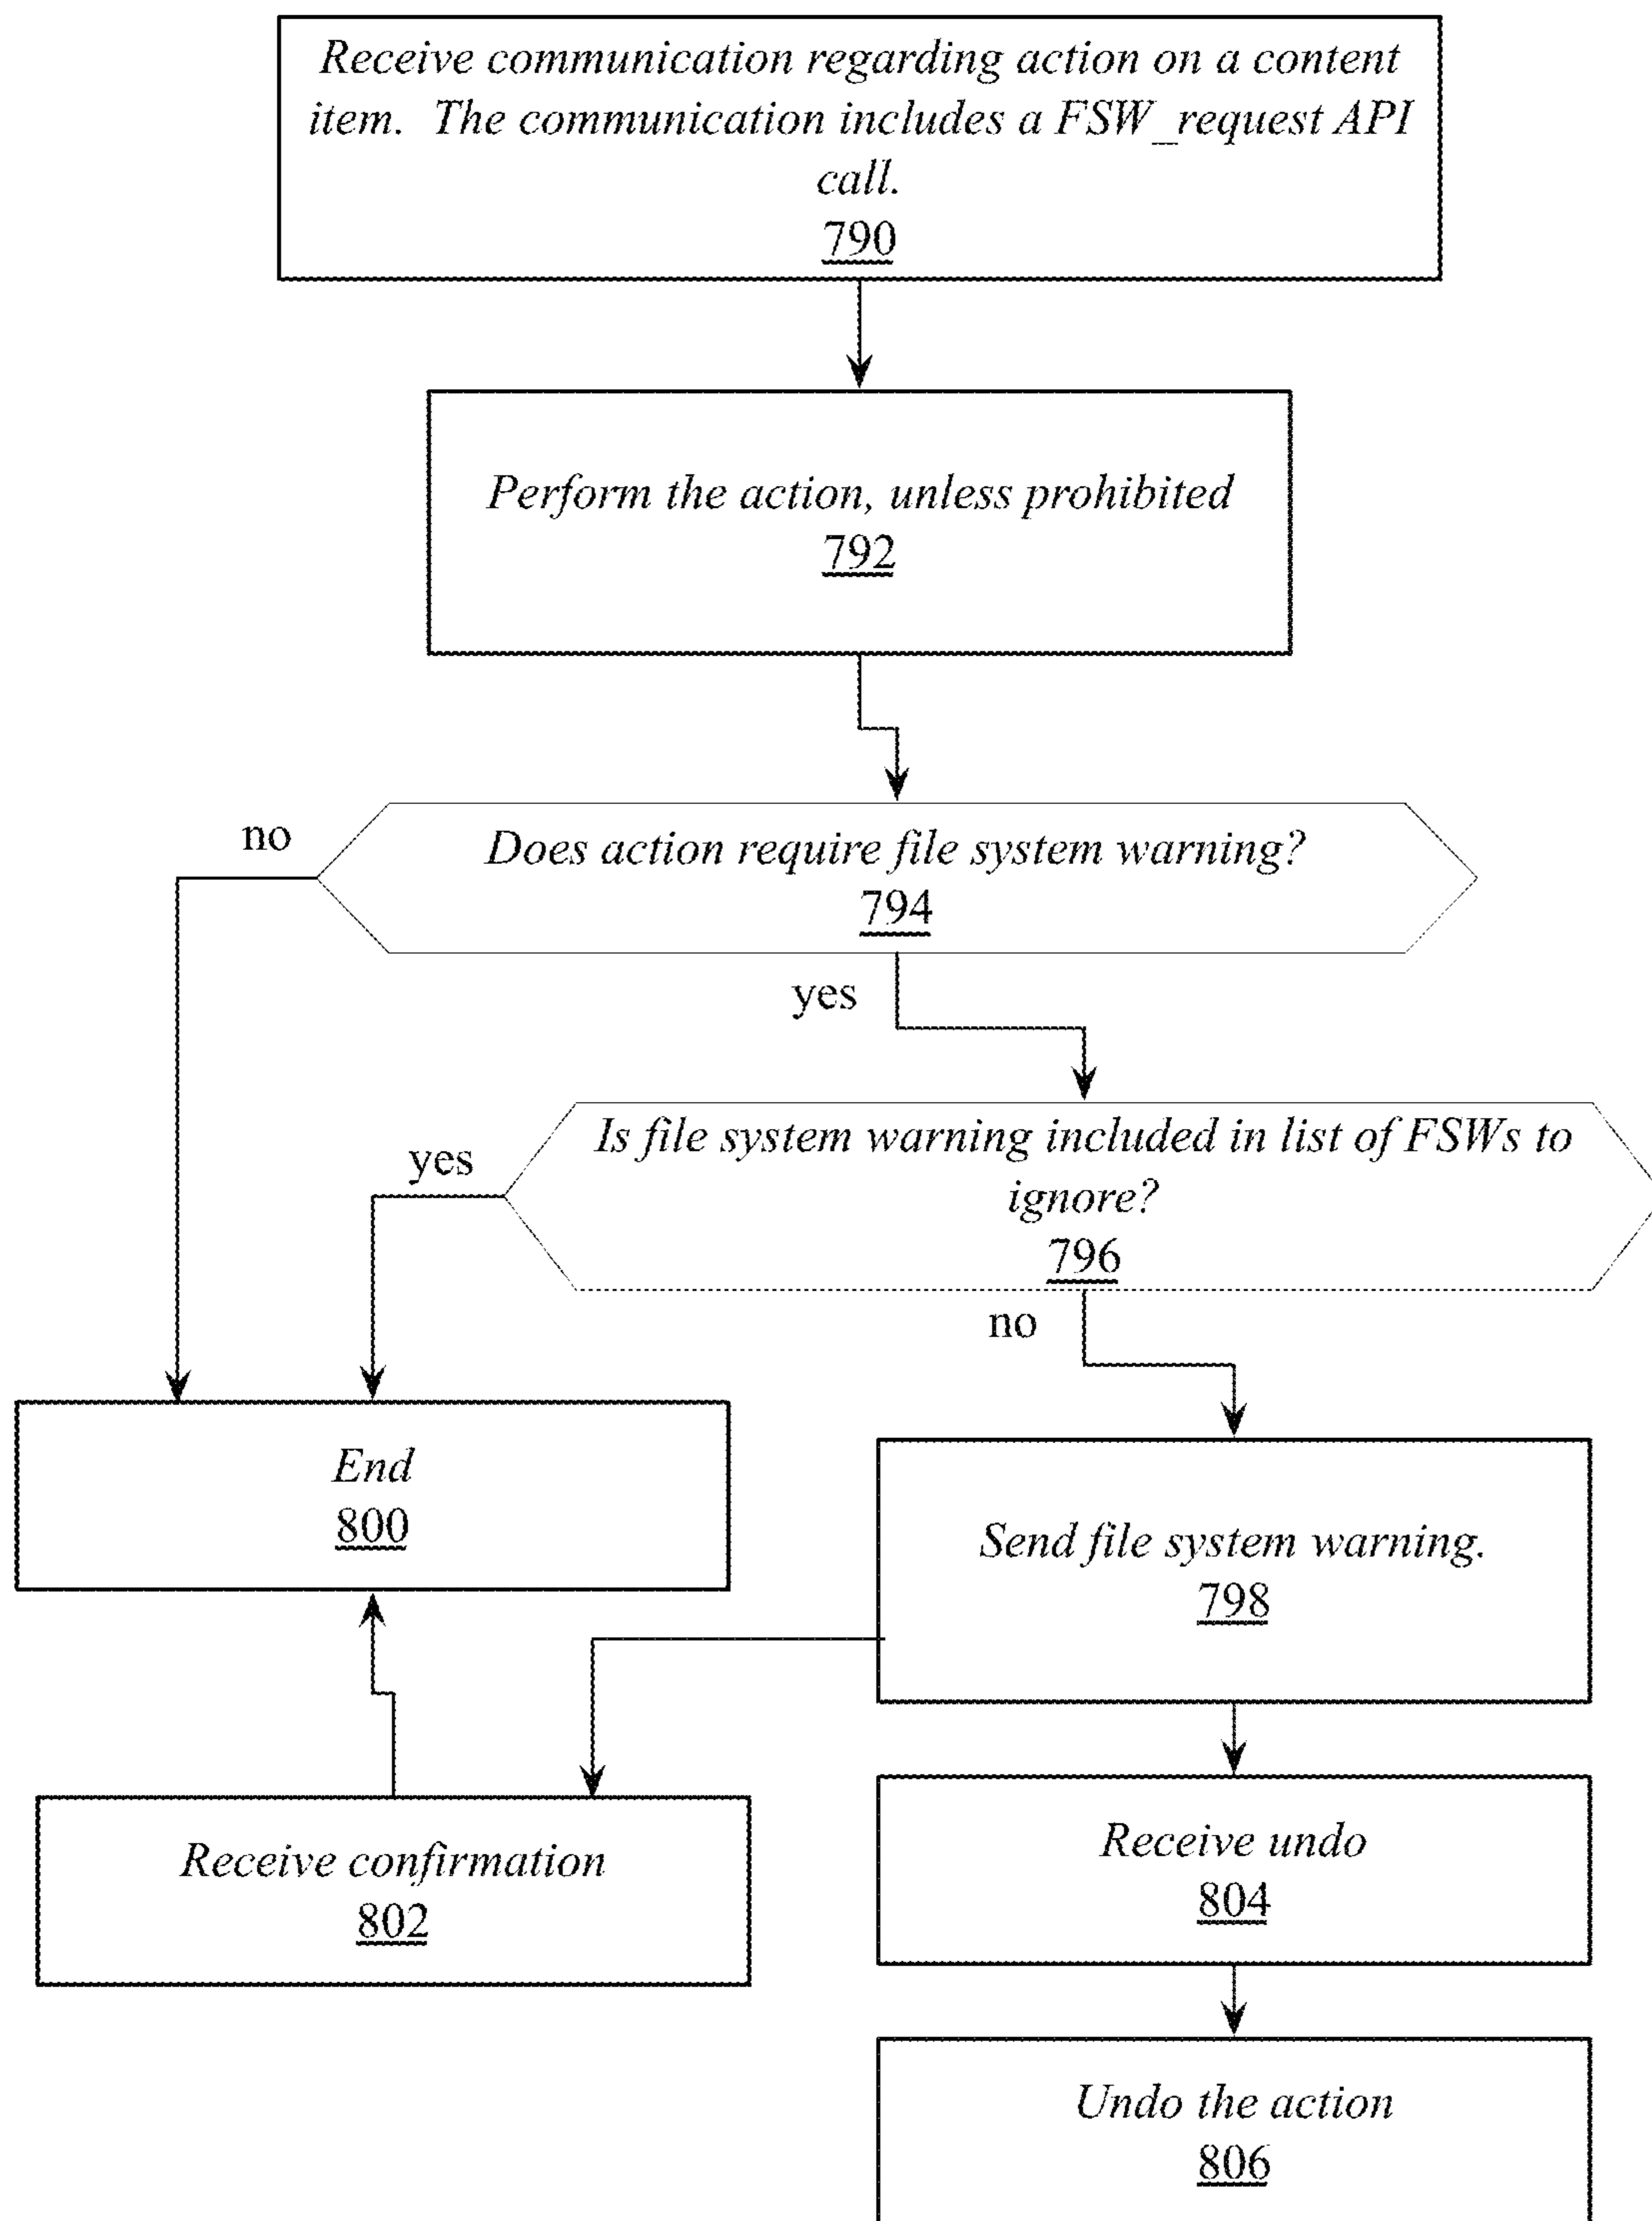 Receive communication regarding action on a content
item. The communication includes a FSW_request API
call.
790
Perform the action, unless prohibited
792
no
Does action require file system warning?
794
yes
yes
Is file system warning included in list of FSWs to
ignore?
796
no
End
800
Send file system warning.
798
Receive confirmation
802
Receive undo
804
Undo the action
806